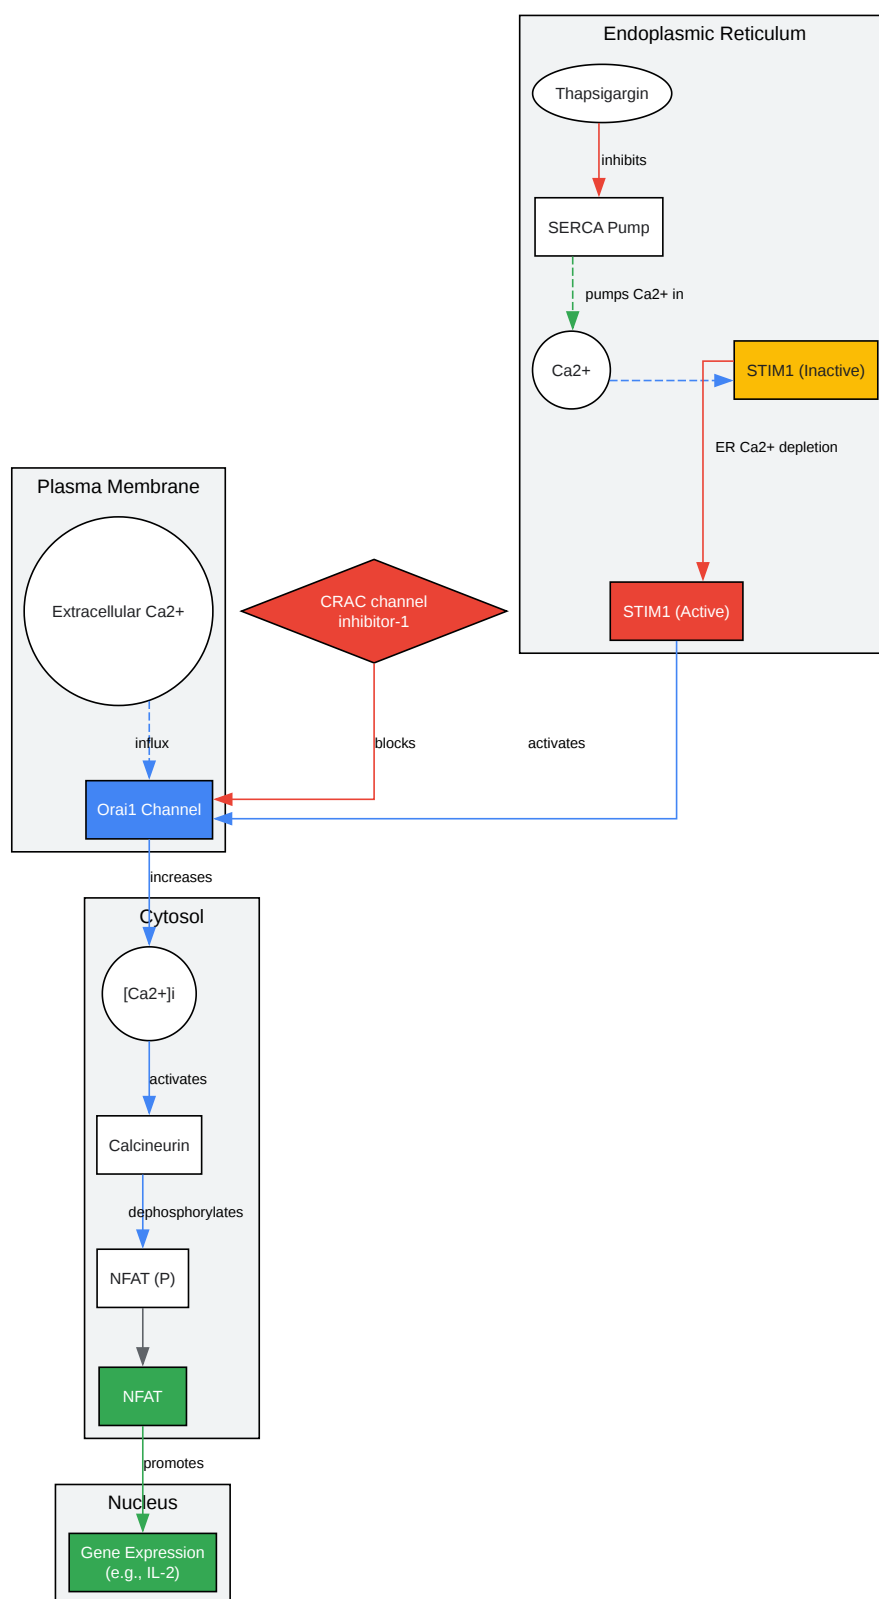 Endoplasmic Reticulum
Thapsigargin
inhibits
SERCA Pump
pumps Ca2+ in
Ca2+
STIM1 (Inactive)
ER Ca2+ depletion
STIM1 (Active)
Plasma Membrane
Extracellular Ca2+
CRAC channel
inhibitor-1
influx
blocks
activates
Orai1 Channel
increases
Cytosol
[Ca2+]i
activates
Calcineurin
dephosphorylates
NFAT (P)
NFAT
promotes
Nucleus
Gene Expression
(e.g., IL-2)